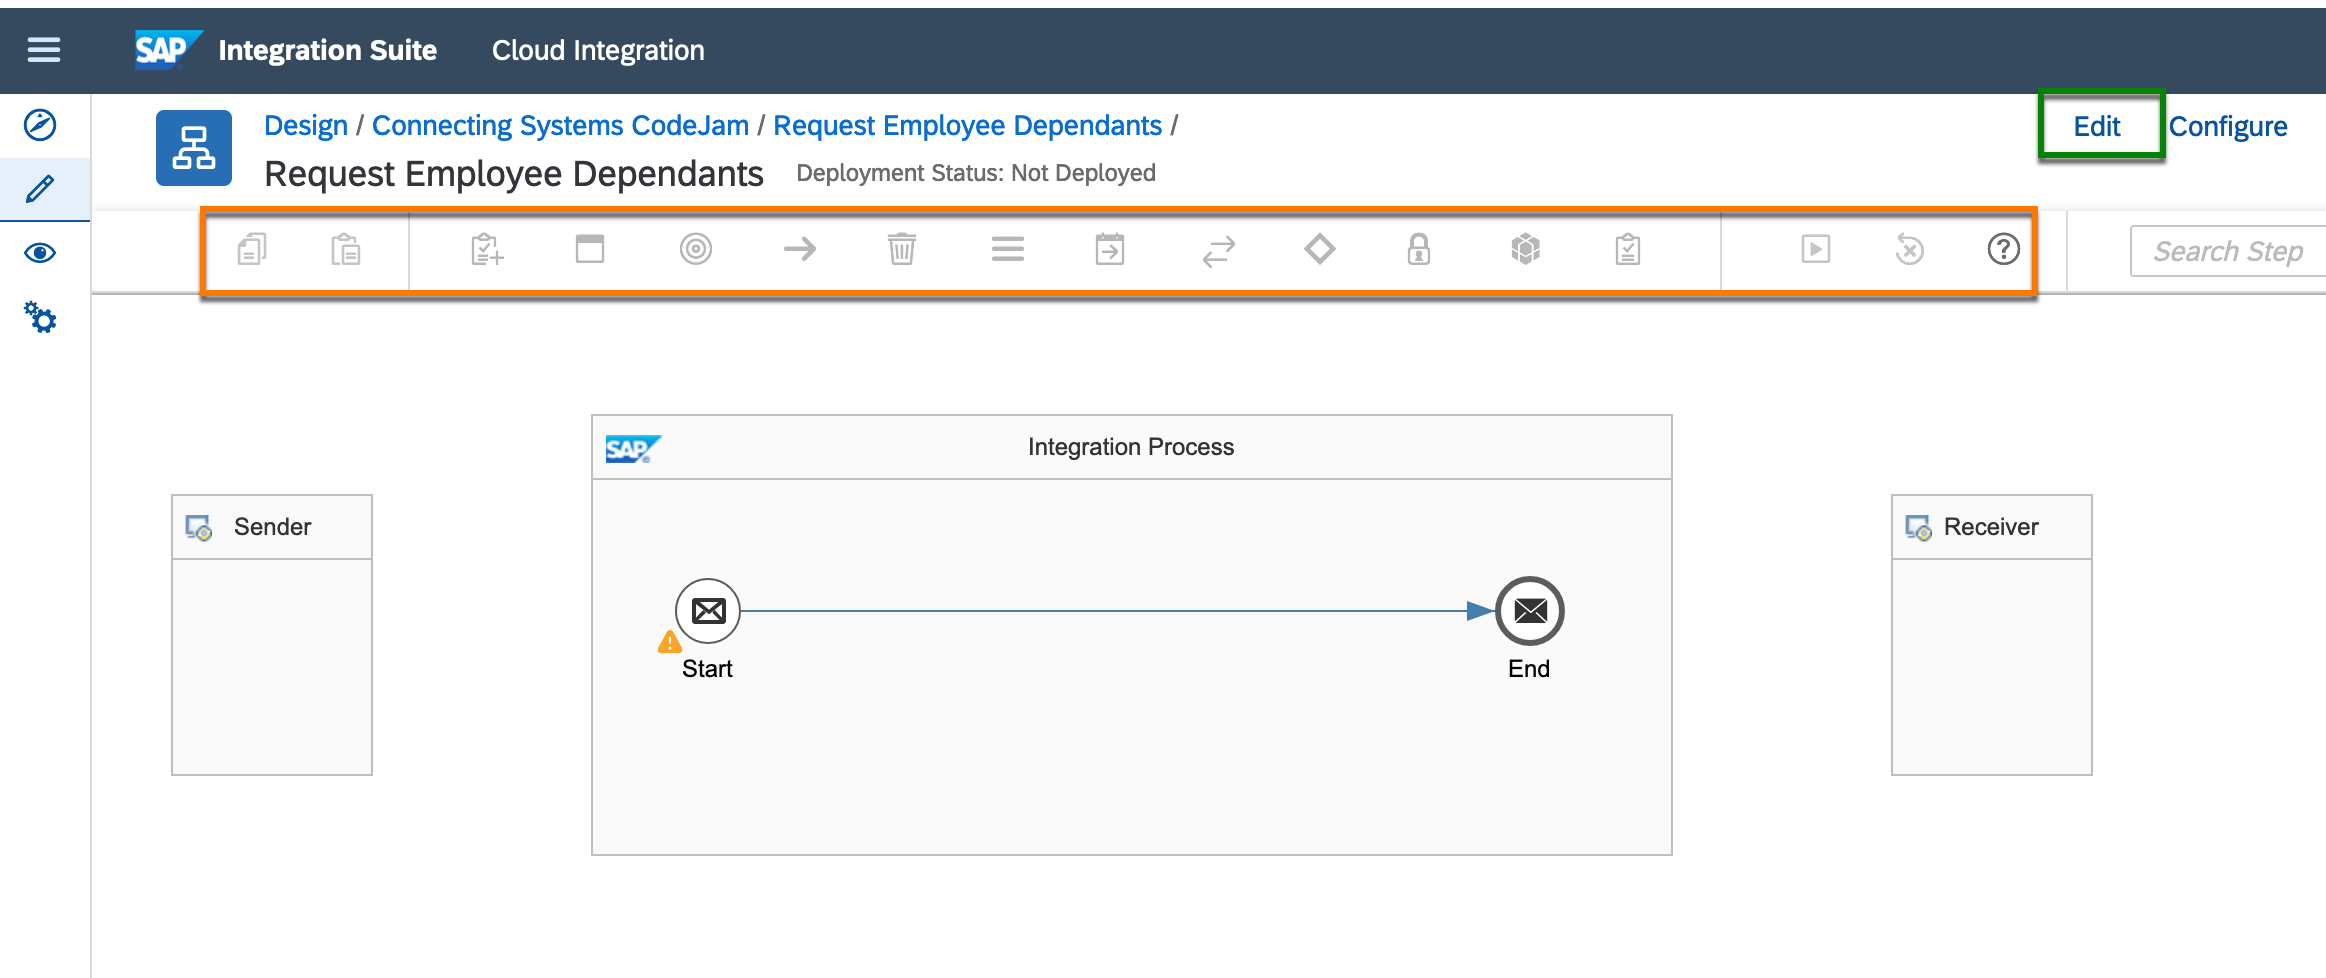 SAP Integration Suite Cloud Integration
Design / Connecting Systems CodeJam / Request Employee Dependants /
Edit Configure
Request Employee Dependants Deployment Status: Not Deployed
Search Step
SAP Integration Process
Sender
Receiver
Start
End